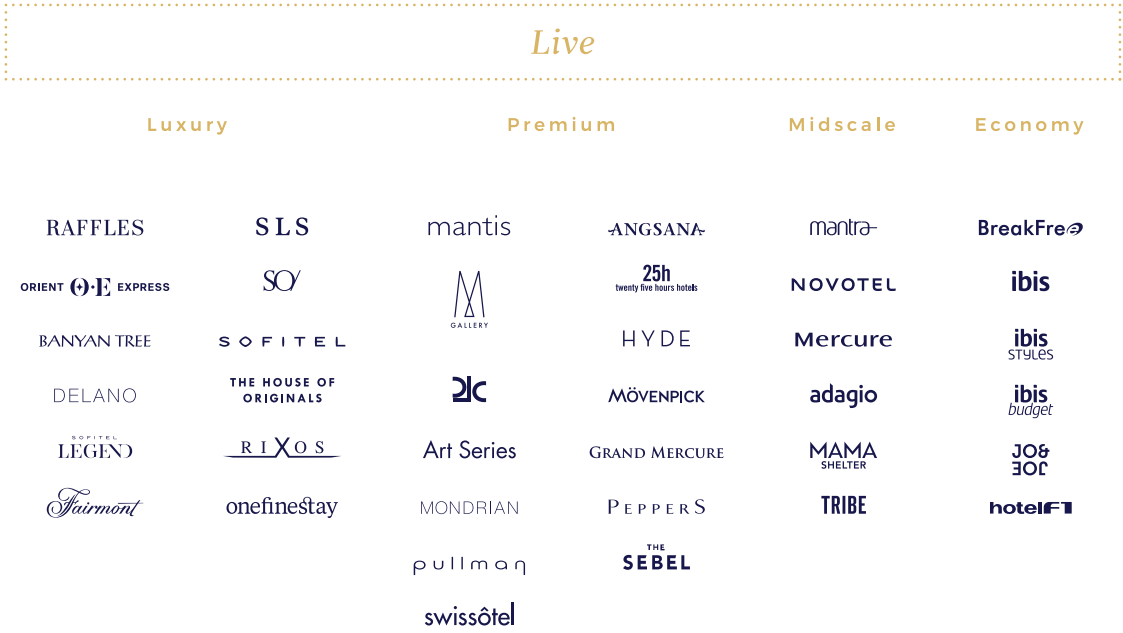 Live
Luxury
Premium
Midscale
Economy
RAFFLES
SLS
mantis
ANGSANA
mantra
BreakFree
ORIENT O·E EXPRESS
SO/
M
GALLERY
25h
twenty five hours hotels
NOVOTEL
ibis
BANYAN TREE
SOFITEL
HYDE
Mercure
ibis
STYLES
DELANO
THE HOUSE OF
ORIGINALS
21c
MÖVENPICK
adagio
ibis
budget
SOFITEL
LEGEND
RIXOS
Art Series
GRAND MERCURE
MAMA
SHELTER
JO&
JOE
Fairmont
onefinestay
MONDRIAN
PEPPERS
TRIBE
hotelF1
pullman
THE
SEBEL
swissôtel